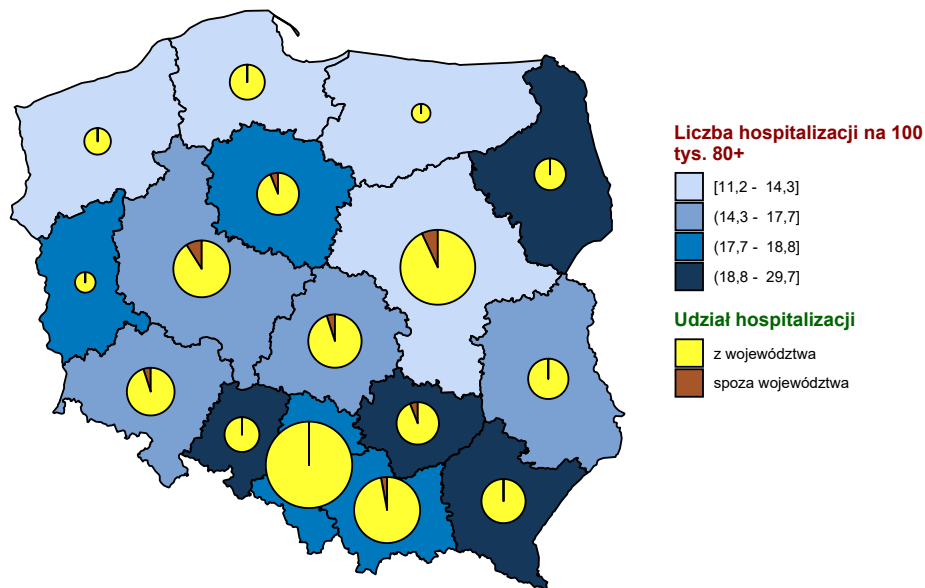 Liczba hospitalizacji na 100
tys. 80+
[11,2 - 14,3]
(14,3 - 17,7]
(17,7 - 18,8]
(18,8 - 29,7]
Udział hospitalizacji
z województwa
spoza województwa